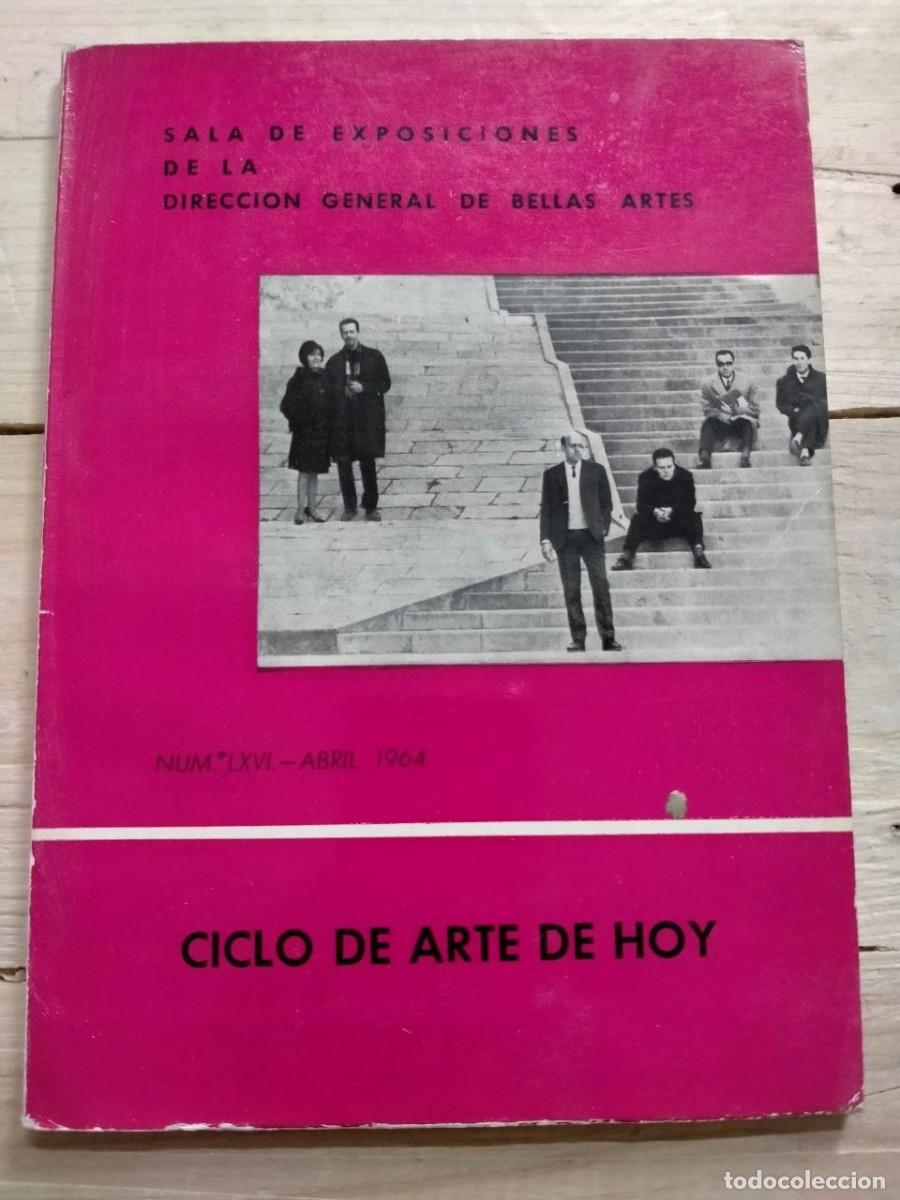 SALA DE EXPOSICIONES
DE LA
DIRECCION GENERAL DE BELLAS ARTES
NUM.º LXVI.—ABRIL 1964
CICLO DE ARTE DE HOY
todocoleccion